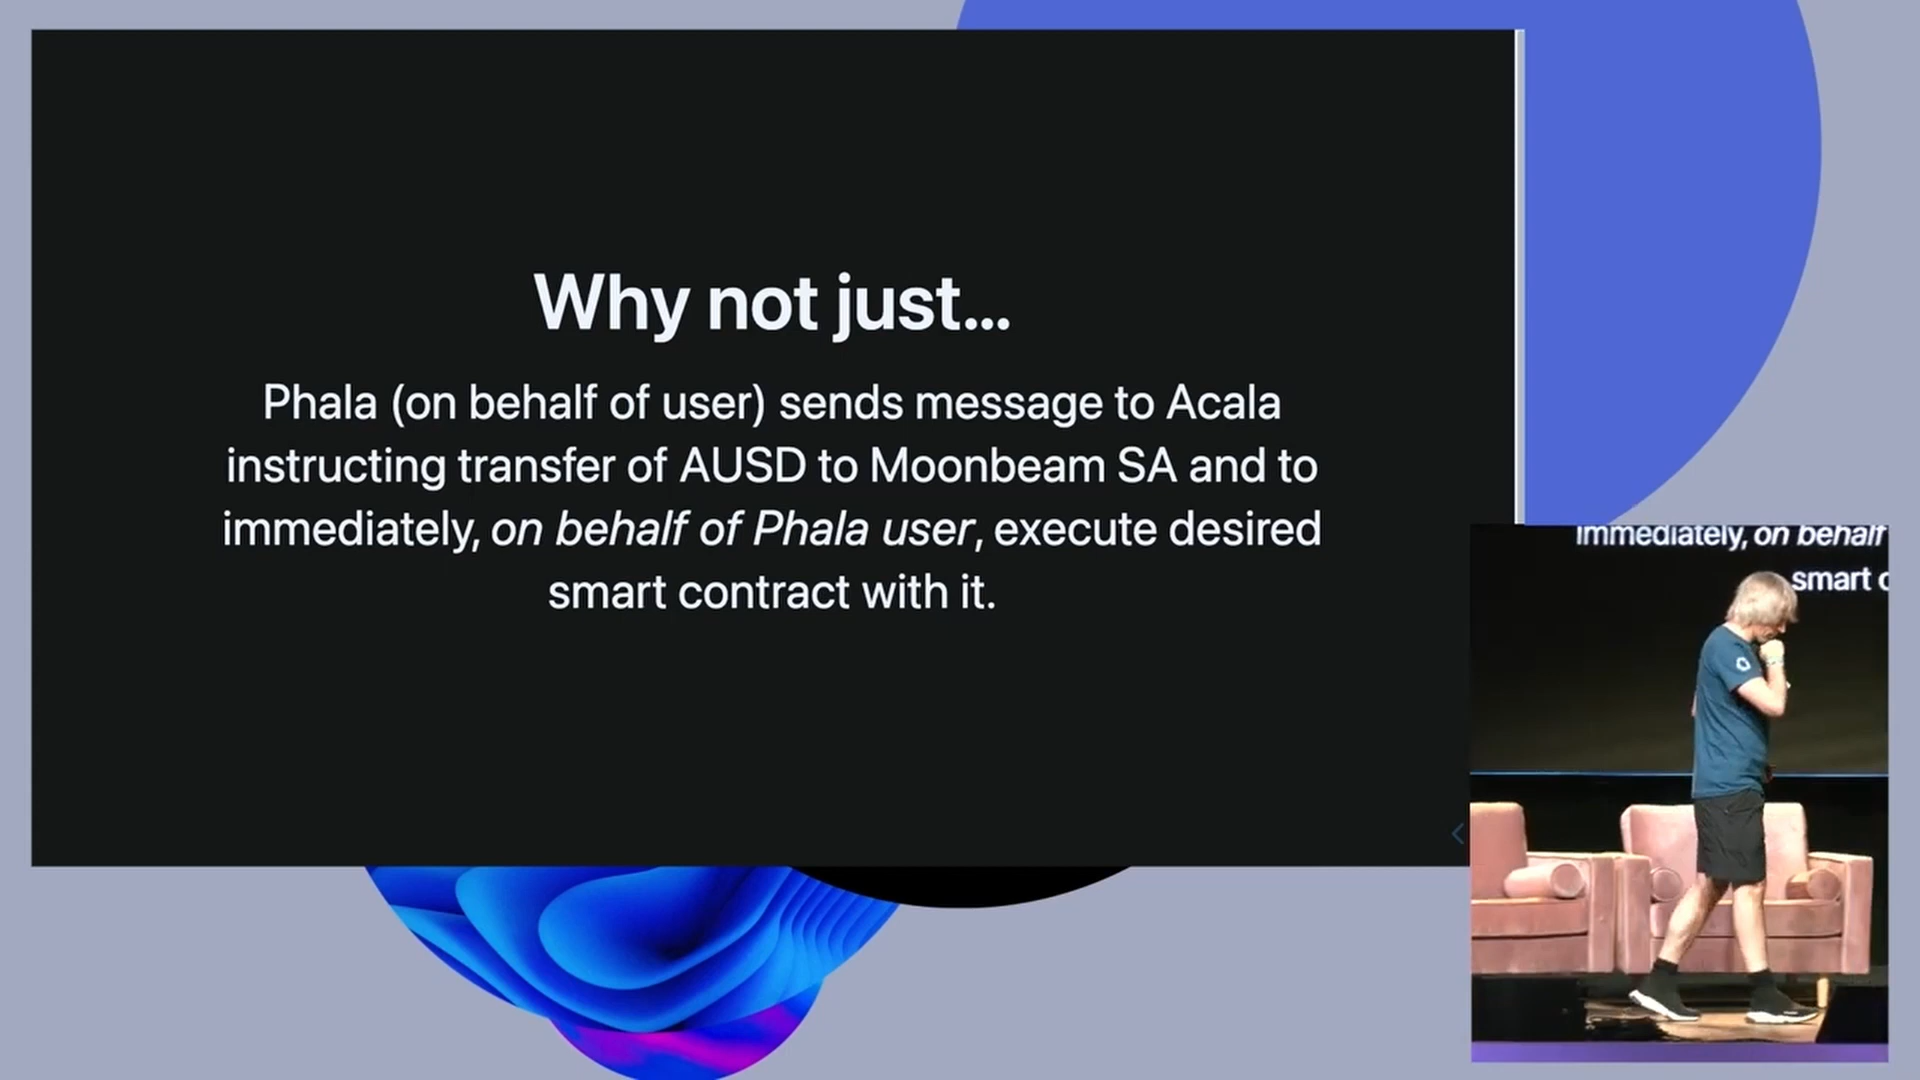 Why not just...
Phala (on behalf of user) sends message to Acala
instructing transfer of AUSD to Moonbeam SA and to
immediately, on behalf of Phala user, execute desired
smart contract with it.
immediately, on behalf
smart c